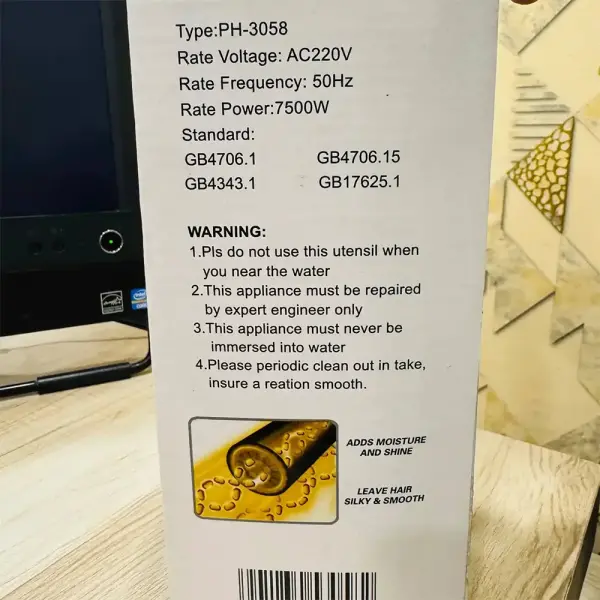 Type:PH-3058
Rate Voltage: AC220V
Rate Frequency: 50Hz
Rate Power:7500W
Standard:
GB4706.1 GB4706.15
GB4343.1 GB17625.1
WARNING:
1.Pls do not use this utensil when
you near the water
2.This appliance must be repaired
by expert engineer only
3.This appliance must never be
immersed into water
4.Please periodic clean out in take,
insure a reation smooth.
ADDS MOISTURE
AND SHINE
LEAVE HAIR
SILKY & SMOOTH